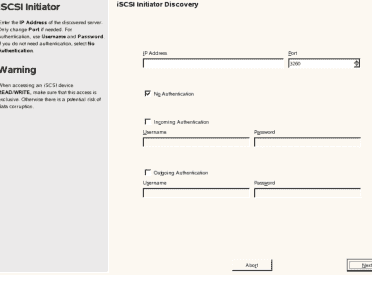 iSCSI Initiator
Enter the IP Address of the discovered server.
Only change Port if needed. For
authentication, use Username and Password.
If you do not need authentication, select No
Authentication.
Warning
When accessing an iSCSI device
READ/WRITE, make sure that this access is
exclusive. Otherwise there is a potential risk of
data corruption.
iSCSI Initiator Discovery
IP Address
Port
3260
No Authentication
Incoming Authentication
Username
Password
Outgoing Authentication
Username
Password
Abort
Next